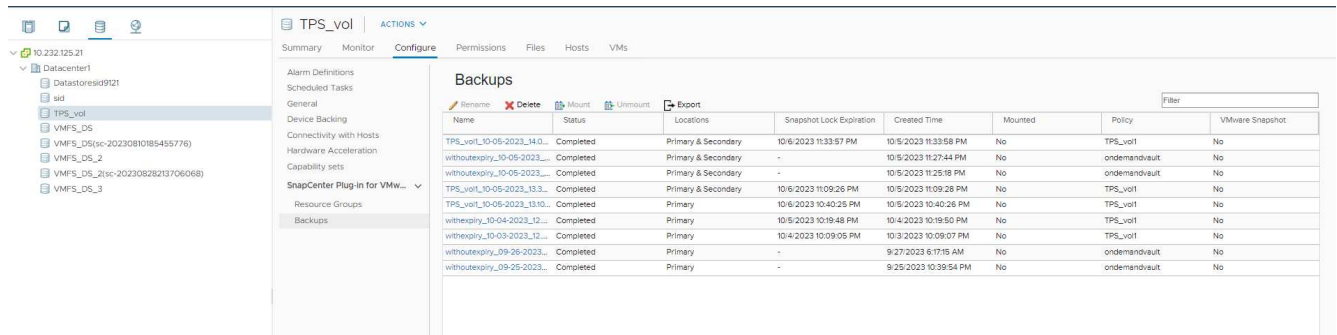 TPS_vol ACTIONS
Summary Monitor Configure Permissions Files Hosts VMs
10.232.125.21
Datacenter1
Datastoresid9121
sid
TPS_vol
VMFS_DS
VMFS_DS(sc-20230810185455776)
VMFS_DS_2
VMFS_DS_2(sc-20230828213706068)
VMFS_DS_3
Alarm Definitions
Scheduled Tasks
General
Device Backing
Connectivity with Hosts
Hardware Acceleration
Capability sets
SnapCenter Plug-in for VMw...
Resource Groups
Backups
Backups
Rename Delete Mount Unmount Export Filter
Name Status Locations Snapshot Lock Expiration Created Time Mounted Policy VMware Snapshot
TPS_vol1_10-05-2023_14.0... Completed Primary & Secondary 10/6/2023 11:33:57 PM 10/5/2023 11:33:58 PM No TPS_vol1 No
withoutexpiry_10-05-2023_... Completed Primary & Secondary - 10/5/2023 11:27:44 PM No ondemandvault No
withoutexpiry_10-05-2023_... Completed Primary & Secondary - 10/5/2023 11:25:18 PM No ondemandvault No
TPS_vol1_10-05-2023_13.3... Completed Primary & Secondary 10/6/2023 11:09:26 PM 10/5/2023 11:09:28 PM No TPS_vol1 No
TPS_vol1_10-05-2023_13.10... Completed Primary 10/6/2023 10:40:25 PM 10/5/2023 10:40:26 PM No TPS_vol1 No
withexpiry_10-04-2023_12.... Completed Primary 10/5/2023 10:19:48 PM 10/4/2023 10:19:50 PM No TPS_vol1 No
withexpiry_10-03-2023_12.... Completed Primary 10/4/2023 10:09:05 PM 10/3/2023 10:09:07 PM No TPS_vol1 No
withoutexpiry_09-26-2023... Completed Primary - 9/27/2023 6:17:15 AM No ondemandvault No
withoutexpiry_09-25-2023... Completed Primary - 9/25/2023 10:39:54 PM No ondemandvault No